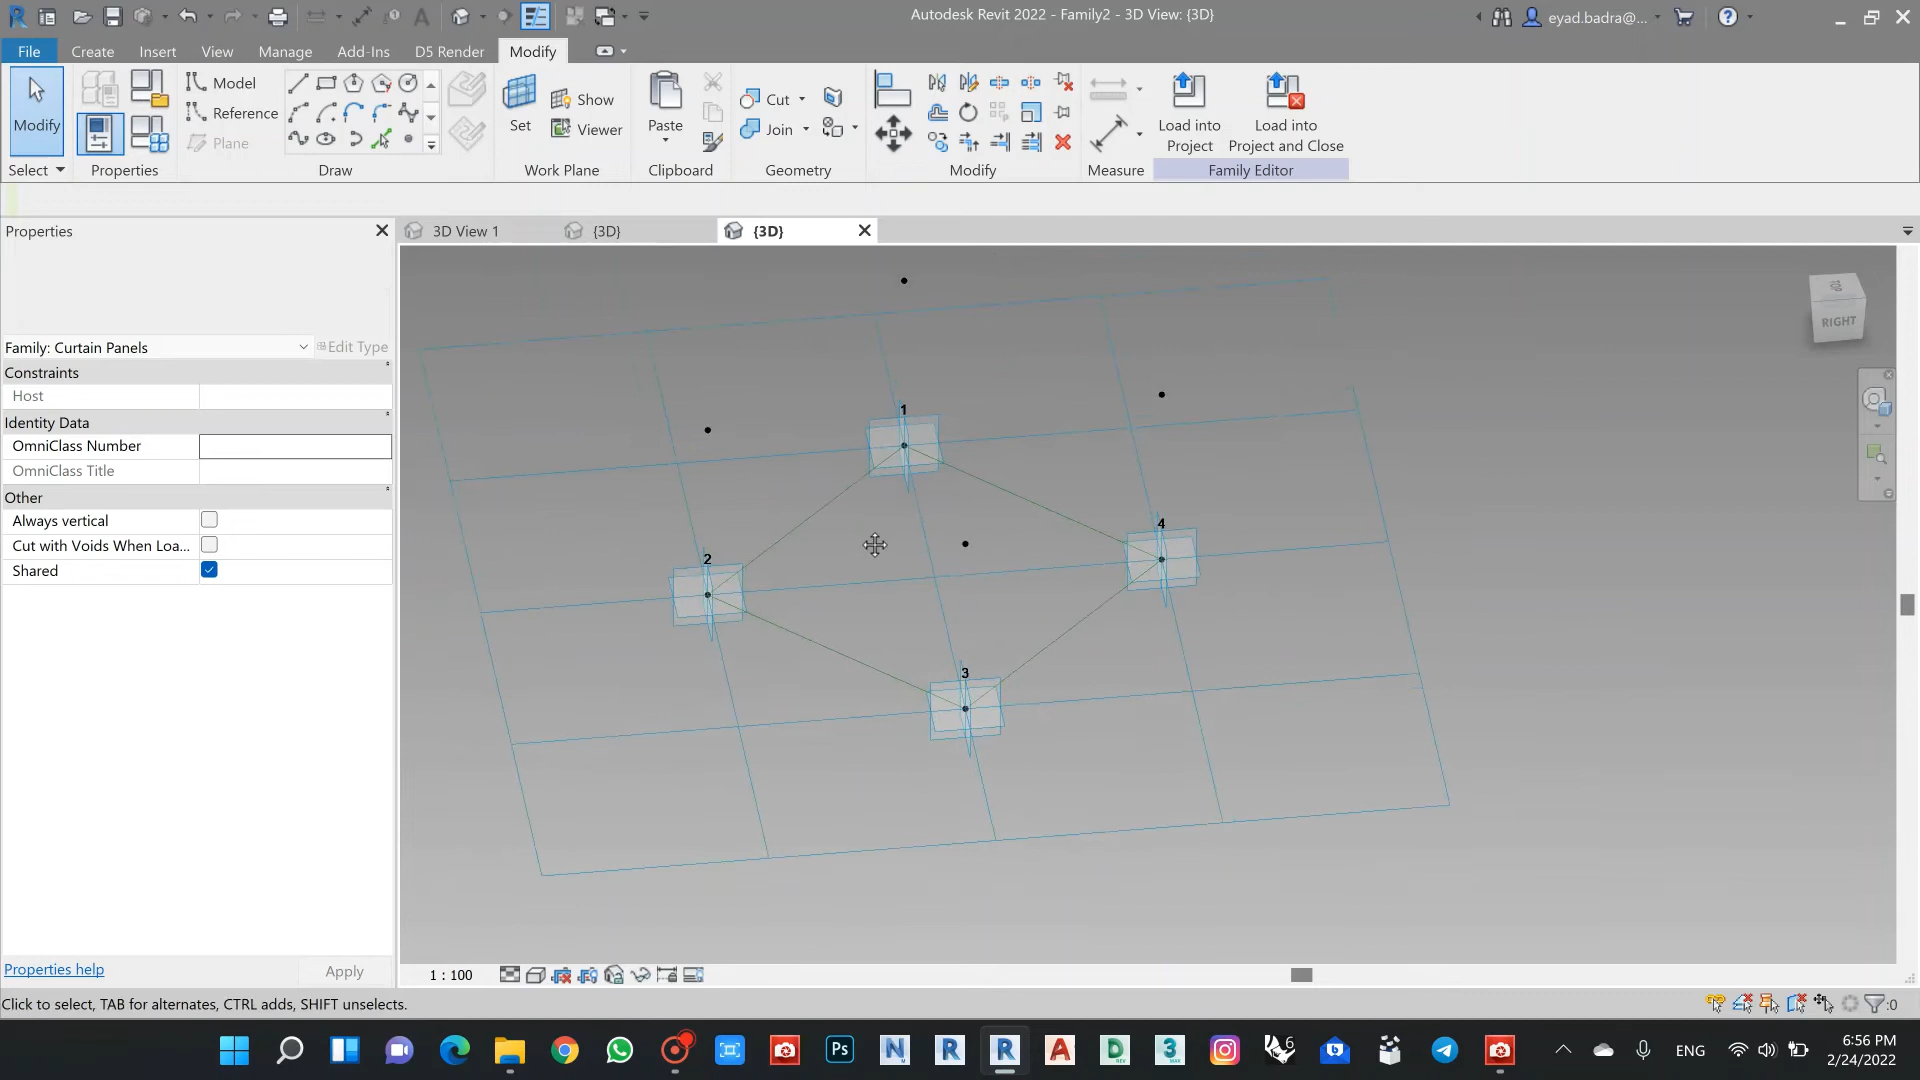 Autodesk Revit 2022 - Family2 - 3D View: {3D}
eyad.badra@...
File Create Insert View Manage Add-Ins D5 Render Modify
Modify
Model
Reference
Plane
Set
Show
Viewer
Paste
Cut
Join
Load into
Project
Load into
Project and Close
Select Properties Draw Work Plane Clipboard Geometry Modify Measure Family Editor
Properties
3D View 1
{3D}
{3D}
Family: Curtain Panels
Edit Type
Constraints
Host
Identity Data
OmniClass Number
OmniClass Title
Other
Always vertical
Cut with Voids When Loa...
Shared
RIGHT
1
2
3
4
Properties help
Apply
1 : 100
Click to select, TAB for alternates, CTRL adds, SHIFT unselects.
:0
Ps
N
R
R
A
D
3
6
ENG
6:56 PM
2/24/2022